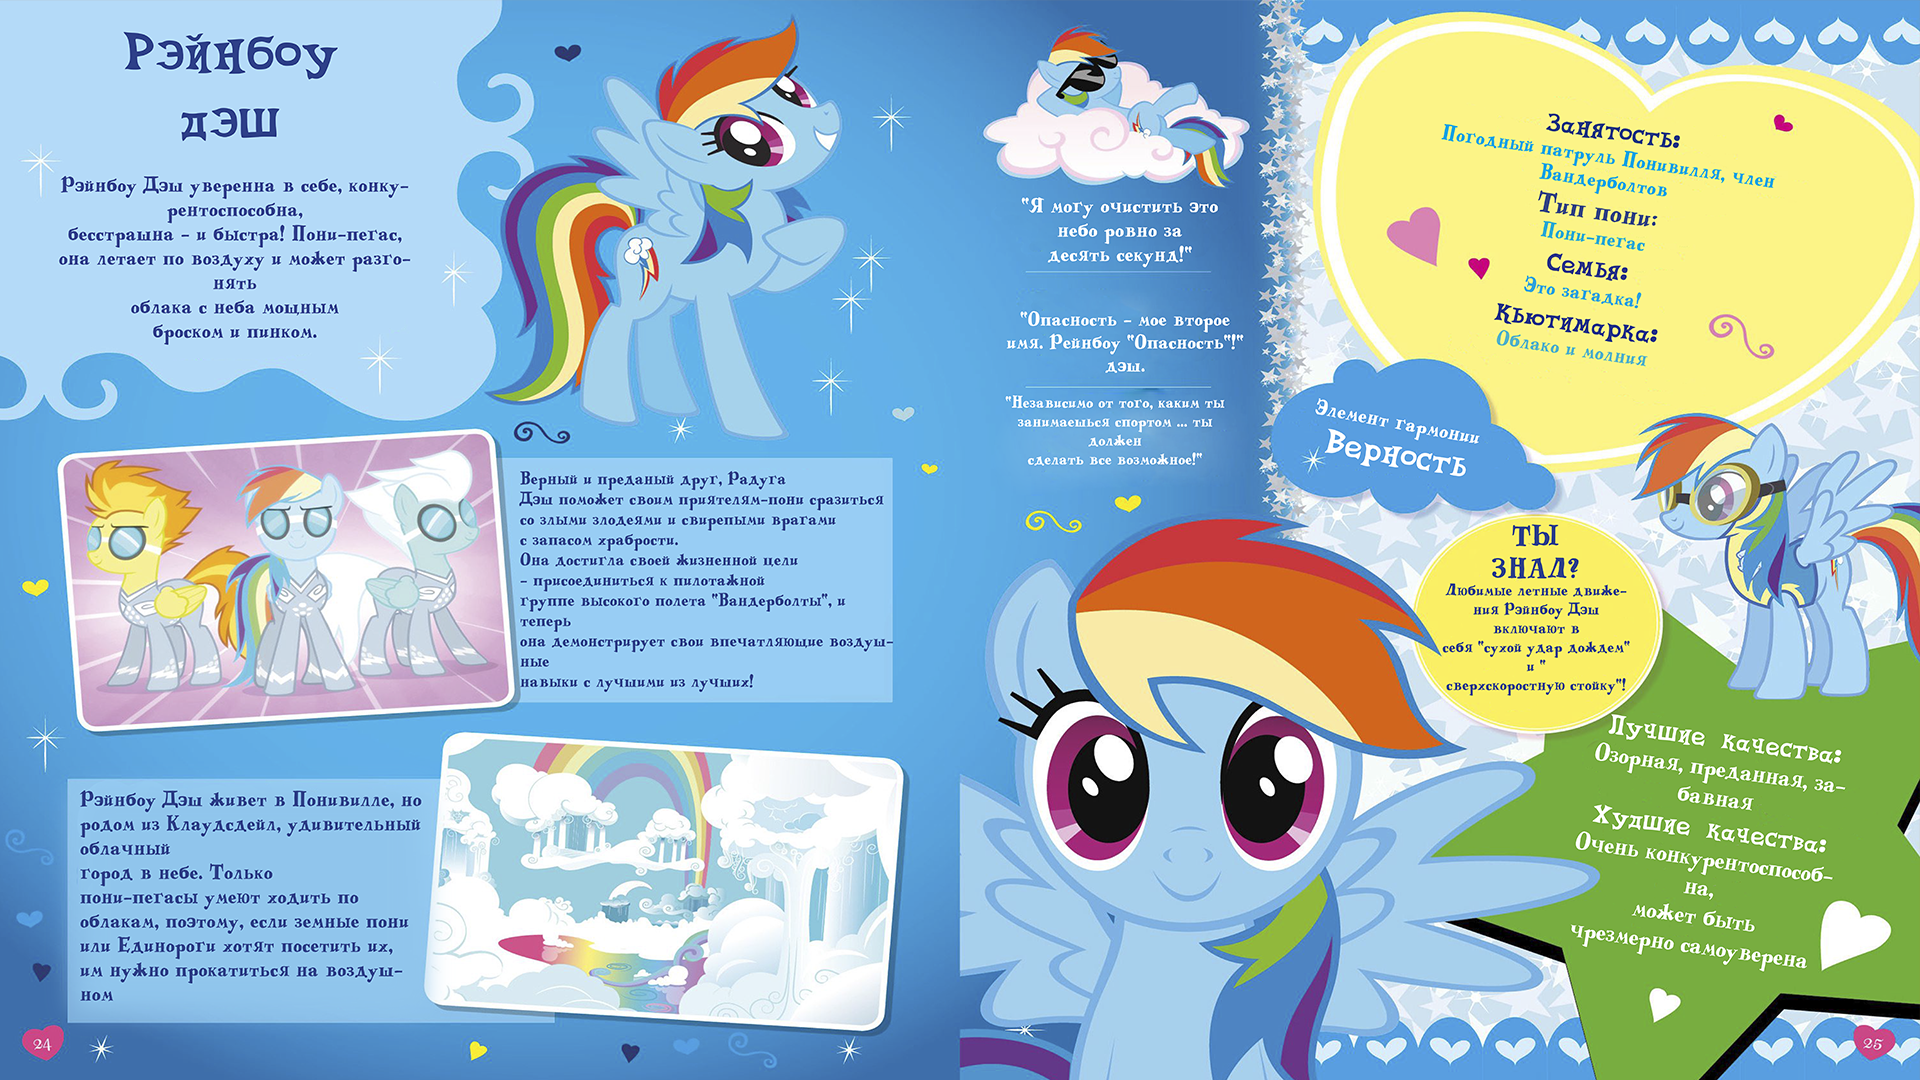 Рэйнбоу
дэш
Рэйнбоу Дэш уверенна в себе, конку-
рентоспособна,
бесстрашна - и быстра! Пони-пегас,
она летает по воздуху и может разго-
нять
облака с неба мощным
броском и пинком.
Верный и преданый друг, Радуга
Дэш поможет своим приятелям-пони сразиться
со злыми злодеями и свирепыми врагами
с запасом храбрости.
Она достигла своей жизненной цели
- присоединиться к пилотажной
группе высокого полета "Вандерболты", и
теперь
она демонстрирует свои впечатляющие воздуш-
ные
навыки с лучшими из лучших!
Рэйнбоу Дэш живет в Понивилле, но
родом из Клаудсдейл, удивительный
облачный
город в небе. Только
пони-пегасы умеют ходить по
облакам, поэтому, если земные пони
или Единороги хотят посетить их,
им нужно прокатиться на воздуш-
ном
24
"Я могу очистить это
небо ровно за
десять секунд!"
"Опасность - мое второе
имя. Рейнбоу "Опасность"!"
дэш.
"Независимо от того, каким ты
занимаешься спортом ... ты
должен
сделать все возможное!"
Занятость:
Погодный патруль Понивилля, член
Вандерболтов
Тип пони:
Пони-пегас
Семья:
Это загадка!
Кьютимарка:
Облако и молния
Элемент гармонии
Верность
ТЫ
ЗНАЛ?
Любимые летные движе-
ния Рэйнбоу Дэш
включают в
себя "сухой удар дождем"
и "
сверхскоростную стойку"!
Лучшие качества:
Озорная, преданная, за-
бавная
Худшие качества:
Очень конкурентоспособ-
на,
может быть
чрезмерно самоуверена
25